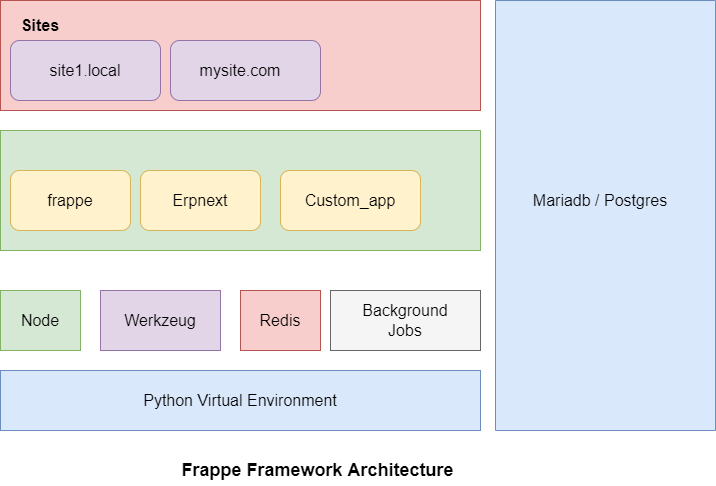 Sites
site1.local
mysite.com
frappe
Erpnext
Custom_app
Mariadb / Postgres
Node
Werkzeug
Redis
Background
Jobs
Python Virtual Environment
Frappe Framework Architecture